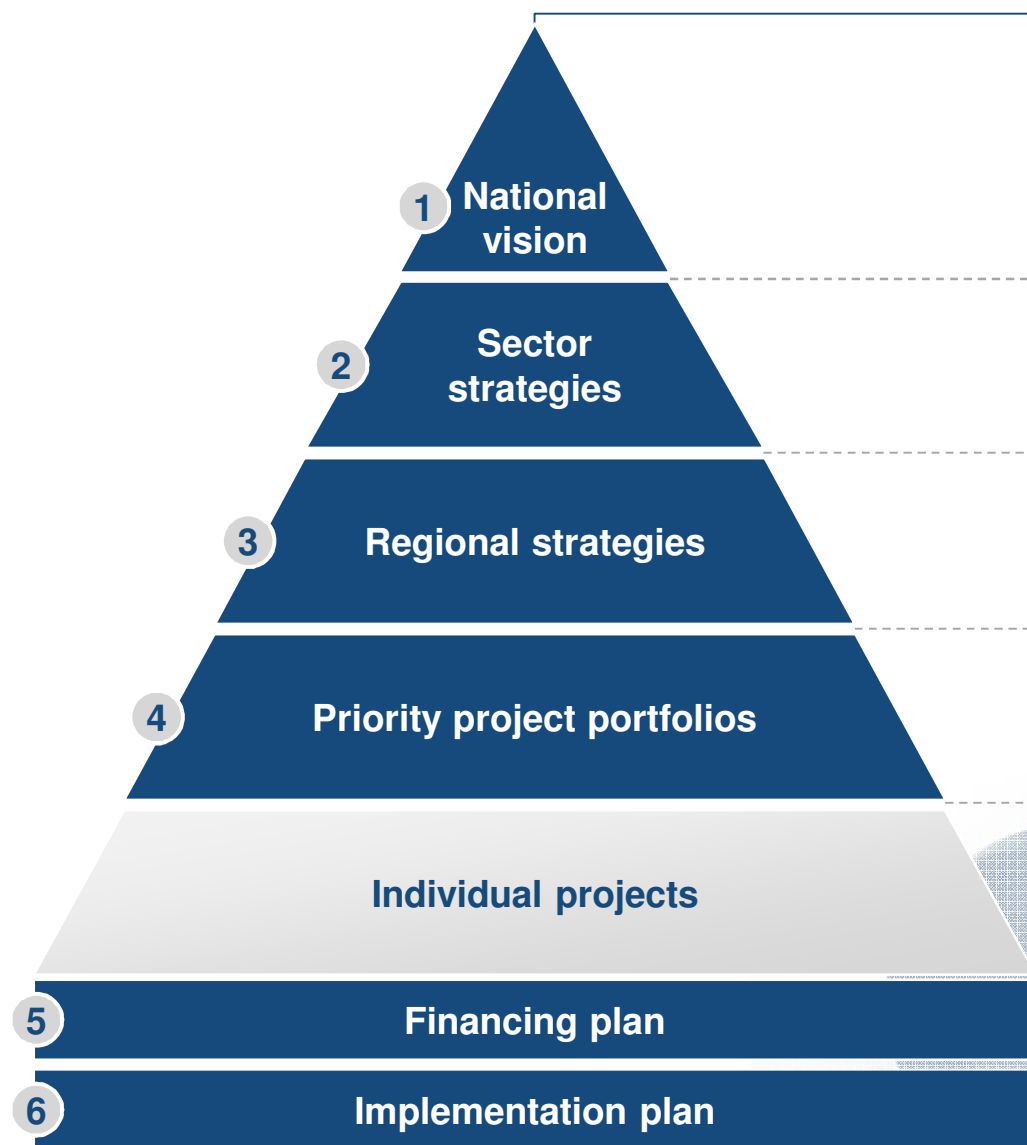 1
National
vision
2
Sector
strategies
3
Regional strategies
4
Priority project portfolios
Individual projects
5
Financing plan
6
Implementation plan